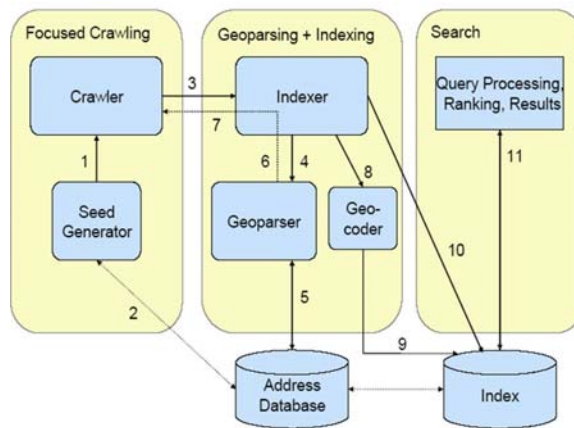 Focused Crawling
Geoparsing + Indexing
Search
Crawler
3
Indexer
Query Processing,
Ranking, Results
7
1
6
4
8
11
Seed
Generator
Geoparser
Geo-
coder
10
2
5
9
Address
Database
Index